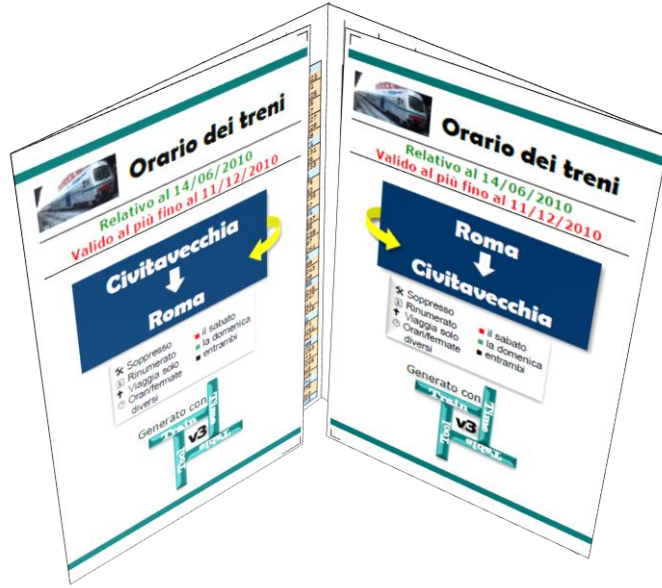 Orario dei treni
Relativo al 14/06/2010
Valido al più fino al 11/12/2010
Civitavecchia
Roma
Soppresso
Rinumerato
Viaggia solo
Orari/fermate
diversi
il sabato
la domenica
entrambi
Generato con
Train
Time
Table
Tool
v3
Orario dei treni
Relativo al 14/06/2010
Valido al più fino al 11/12/2010
Roma
Civitavecchia
Soppresso
Rinumerato
Viaggia solo
Orari/fermate
diversi
il sabato
la domenica
entrambi
Generato con
Train
Time
Table
Tool
v3